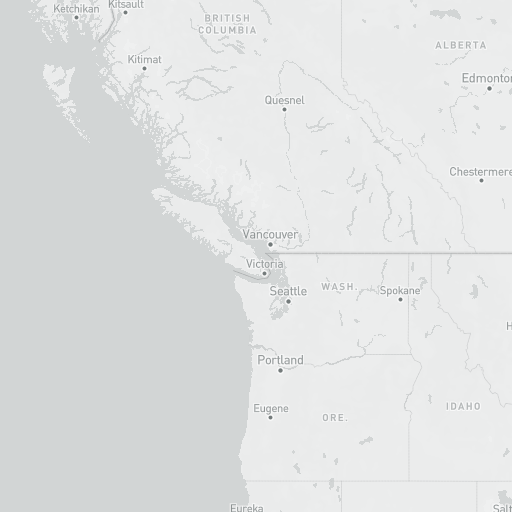 Ketchikan
Kitsault
BRITISH
COLUMBIA
ALBERTA
Kitimat
Edmonton
Quesnel
Chestermere
Vancouver
Victoria
Seattle
WASH.
Spokane
H
Portland
IDAHO
Eugene
ORE.
Eureka
Salt